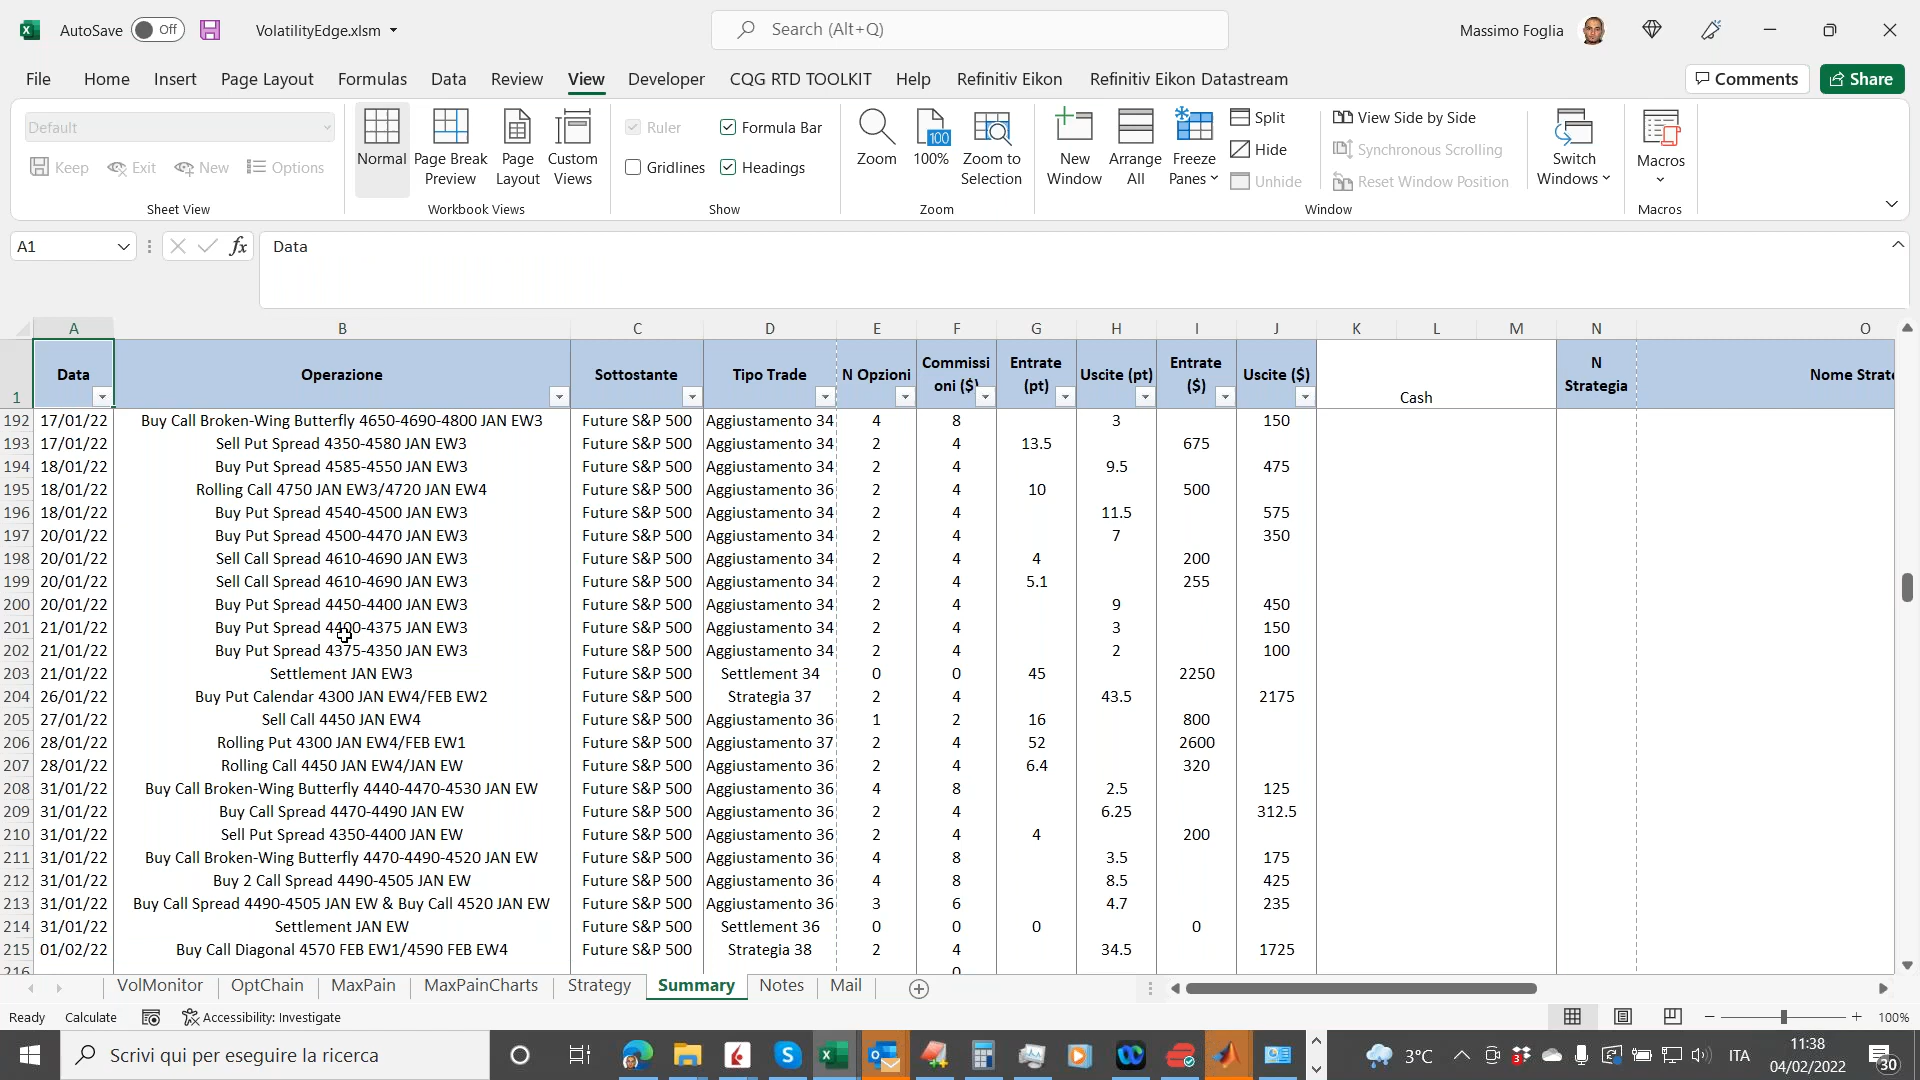 AutoSave Off VolatilityEdge.xlsm Search (Alt+Q) Massimo Foglia
File Home Insert Page Layout Formulas Data Review View Developer CQG RTD TOOLKIT Help Refinitiv Eikon Refinitiv Eikon Datastream Comments Share
Default
Keep Exit New Options
Sheet View
Normal Page Break Preview Page Layout Custom Views
Workbook Views
Ruler Formula Bar
Gridlines Headings
Show
Zoom 100 100% Zoom to Selection
Zoom
New Window Arrange All Freeze Panes Split Hide Unhide
View Side by Side
Synchronous Scrolling
Reset Window Position
Switch Windows
Window
Macros
Macros
A1 fx Data
A B C D E F G H I J K L M N O
1 Data Operazione Sottostante Tipo Trade N Opzioni Commissi oni ($) Entrate (pt) Uscite (pt) Entrate ($) Uscite ($) Cash N Strategia Nome Strate
192 17/01/22 Buy Call Broken-Wing Butterfly 4650-4690-4800 JAN EW3 Future S&P 500 Aggiustamento 34 4 8 3 150
193 17/01/22 Sell Put Spread 4350-4580 JAN EW3 Future S&P 500 Aggiustamento 34 2 4 13.5 675
194 18/01/22 Buy Put Spread 4585-4550 JAN EW3 Future S&P 500 Aggiustamento 34 2 4 9.5 475
195 18/01/22 Rolling Call 4750 JAN EW3/4720 JAN EW4 Future S&P 500 Aggiustamento 36 2 4 10 500
196 18/01/22 Buy Put Spread 4540-4500 JAN EW3 Future S&P 500 Aggiustamento 34 2 4 11.5 575
197 20/01/22 Buy Put Spread 4500-4470 JAN EW3 Future S&P 500 Aggiustamento 34 2 4 7 350
198 20/01/22 Sell Call Spread 4610-4690 JAN EW3 Future S&P 500 Aggiustamento 34 2 4 4 200
199 20/01/22 Sell Call Spread 4610-4690 JAN EW3 Future S&P 500 Aggiustamento 34 2 4 5.1 255
200 20/01/22 Buy Put Spread 4450-4400 JAN EW3 Future S&P 500 Aggiustamento 34 2 4 9 450
201 21/01/22 Buy Put Spread 4400-4375 JAN EW3 Future S&P 500 Aggiustamento 34 2 4 3 150
202 21/01/22 Buy Put Spread 4375-4350 JAN EW3 Future S&P 500 Aggiustamento 34 2 4 2 100
203 21/01/22 Settlement JAN EW3 Future S&P 500 Settlement 34 0 0 45 2250
204 26/01/22 Buy Put Calendar 4300 JAN EW4/FEB EW2 Future S&P 500 Strategia 37 2 4 43.5 2175
205 27/01/22 Sell Call 4450 JAN EW4 Future S&P 500 Aggiustamento 36 1 2 16 800
206 28/01/22 Rolling Put 4300 JAN EW4/FEB EW1 Future S&P 500 Aggiustamento 37 2 4 52 2600
207 28/01/22 Rolling Call 4450 JAN EW4/JAN EW Future S&P 500 Aggiustamento 36 2 4 6.4 320
208 31/01/22 Buy Call Broken-Wing Butterfly 4440-4470-4530 JAN EW Future S&P 500 Aggiustamento 36 4 8 2.5 125
209 31/01/22 Buy Call Spread 4470-4490 JAN EW Future S&P 500 Aggiustamento 36 2 4 6.25 312.5
210 31/01/22 Sell Put Spread 4350-4400 JAN EW Future S&P 500 Aggiustamento 36 2 4 4 200
211 31/01/22 Buy Call Broken-Wing Butterfly 4470-4490-4520 JAN EW Future S&P 500 Aggiustamento 36 4 8 3.5 175
212 31/01/22 Buy 2 Call Spread 4490-4505 JAN EW Future S&P 500 Aggiustamento 36 4 8 8.5 425
213 31/01/22 Buy Call Spread 4490-4505 JAN EW & Buy Call 4520 JAN EW Future S&P 500 Aggiustamento 36 3 6 4.7 235
214 31/01/22 Settlement JAN EW Future S&P 500 Settlement 36 0 0 0 0
215 01/02/22 Buy Call Diagonal 4570 FEB EW1/4590 FEB EW4 Future S&P 500 Strategia 38 2 4 34.5 1725
216 0
VolMonitor OptChain MaxPain MaxPainCharts Strategy Summary Notes Mail
Ready Calculate Accessibility: Investigate 100%
Scrivi qui per eseguire la ricerca 3 3°C ITA 11:38 04/02/2022 30